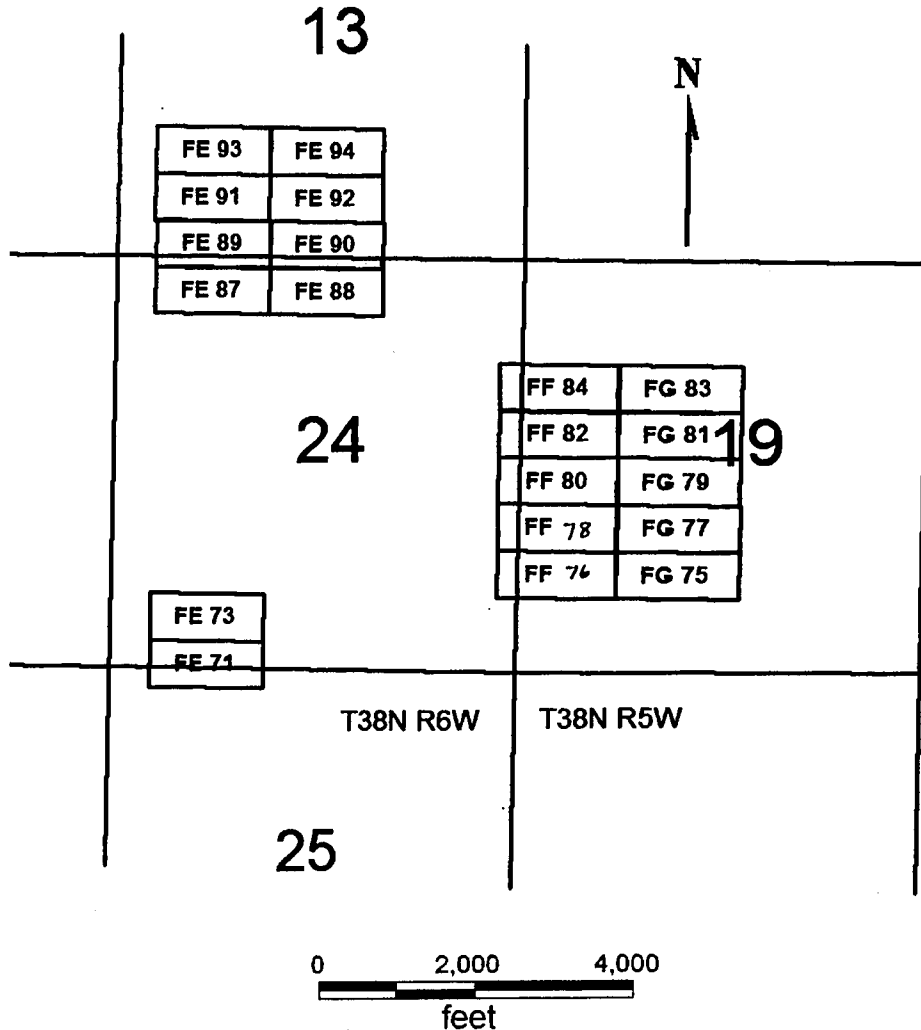 13
N
FE 93 FE 94
FE 91 FE 92
FE 89 FE 90
FE 87 FE 88
24
19
FF 84 FG 83
FF 82 FG 81
FF 80 FG 79
FF 78 FG 77
FF 76 FG 75
FE 73
FE 71
T38N R6W T38N R5W
25
0 2,000 4,000
feet